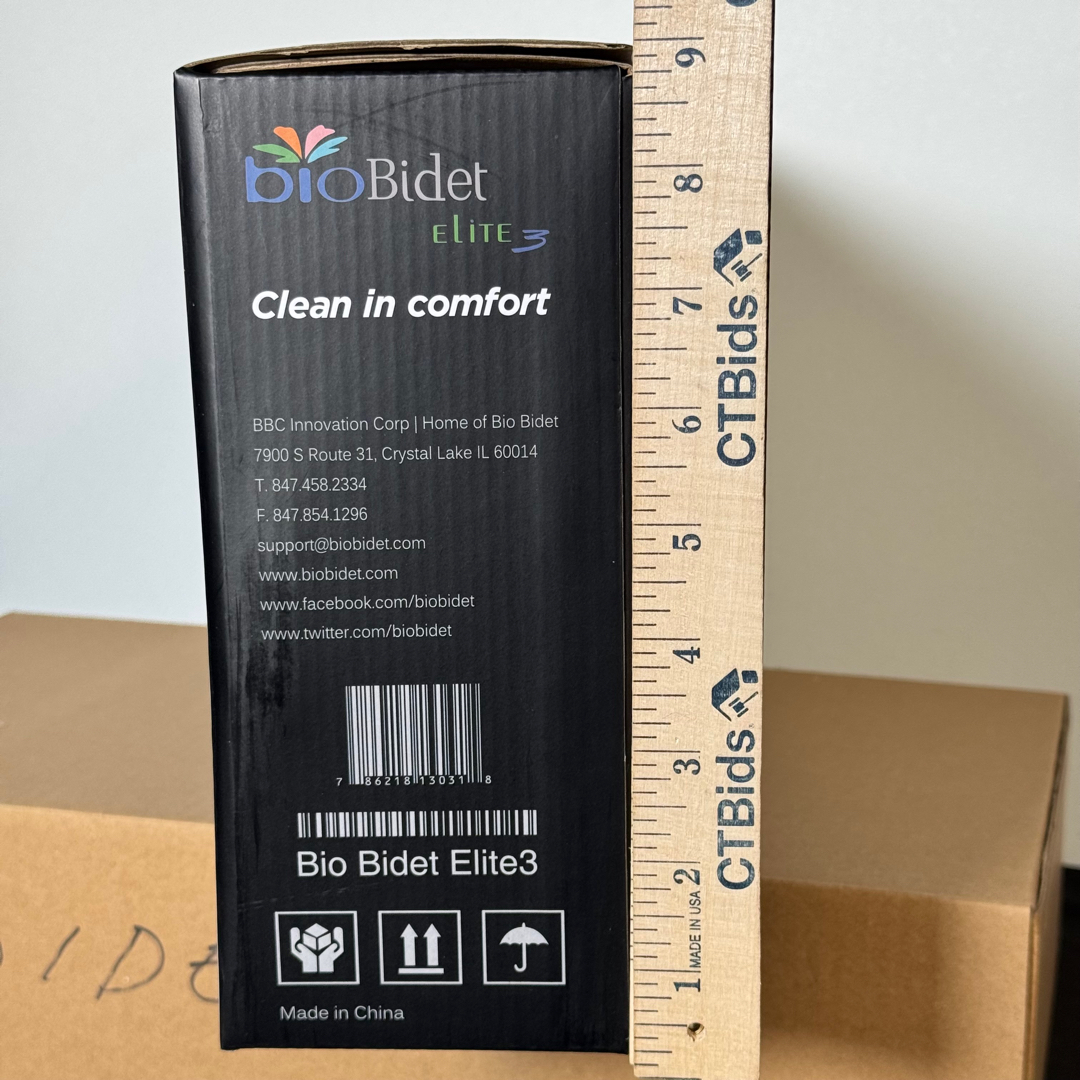 bioBidet
ELiTE 3
Clean in comfort
BBC Innovation Corp | Home of Bio Bidet
7900 S Route 31, Crystal Lake IL 60014
T. 847.458.2334
F. 847.854.1296
support@biobidet.com
www.biobidet.com
www.facebook.com/biobidet
www.twitter.com/biobidet
7 86218 13031 8
Bio Bidet Elite3
Made in China
9
8
7
6
5
4
3
2
1
MADE IN USA
CTBids
CTBids
IDE